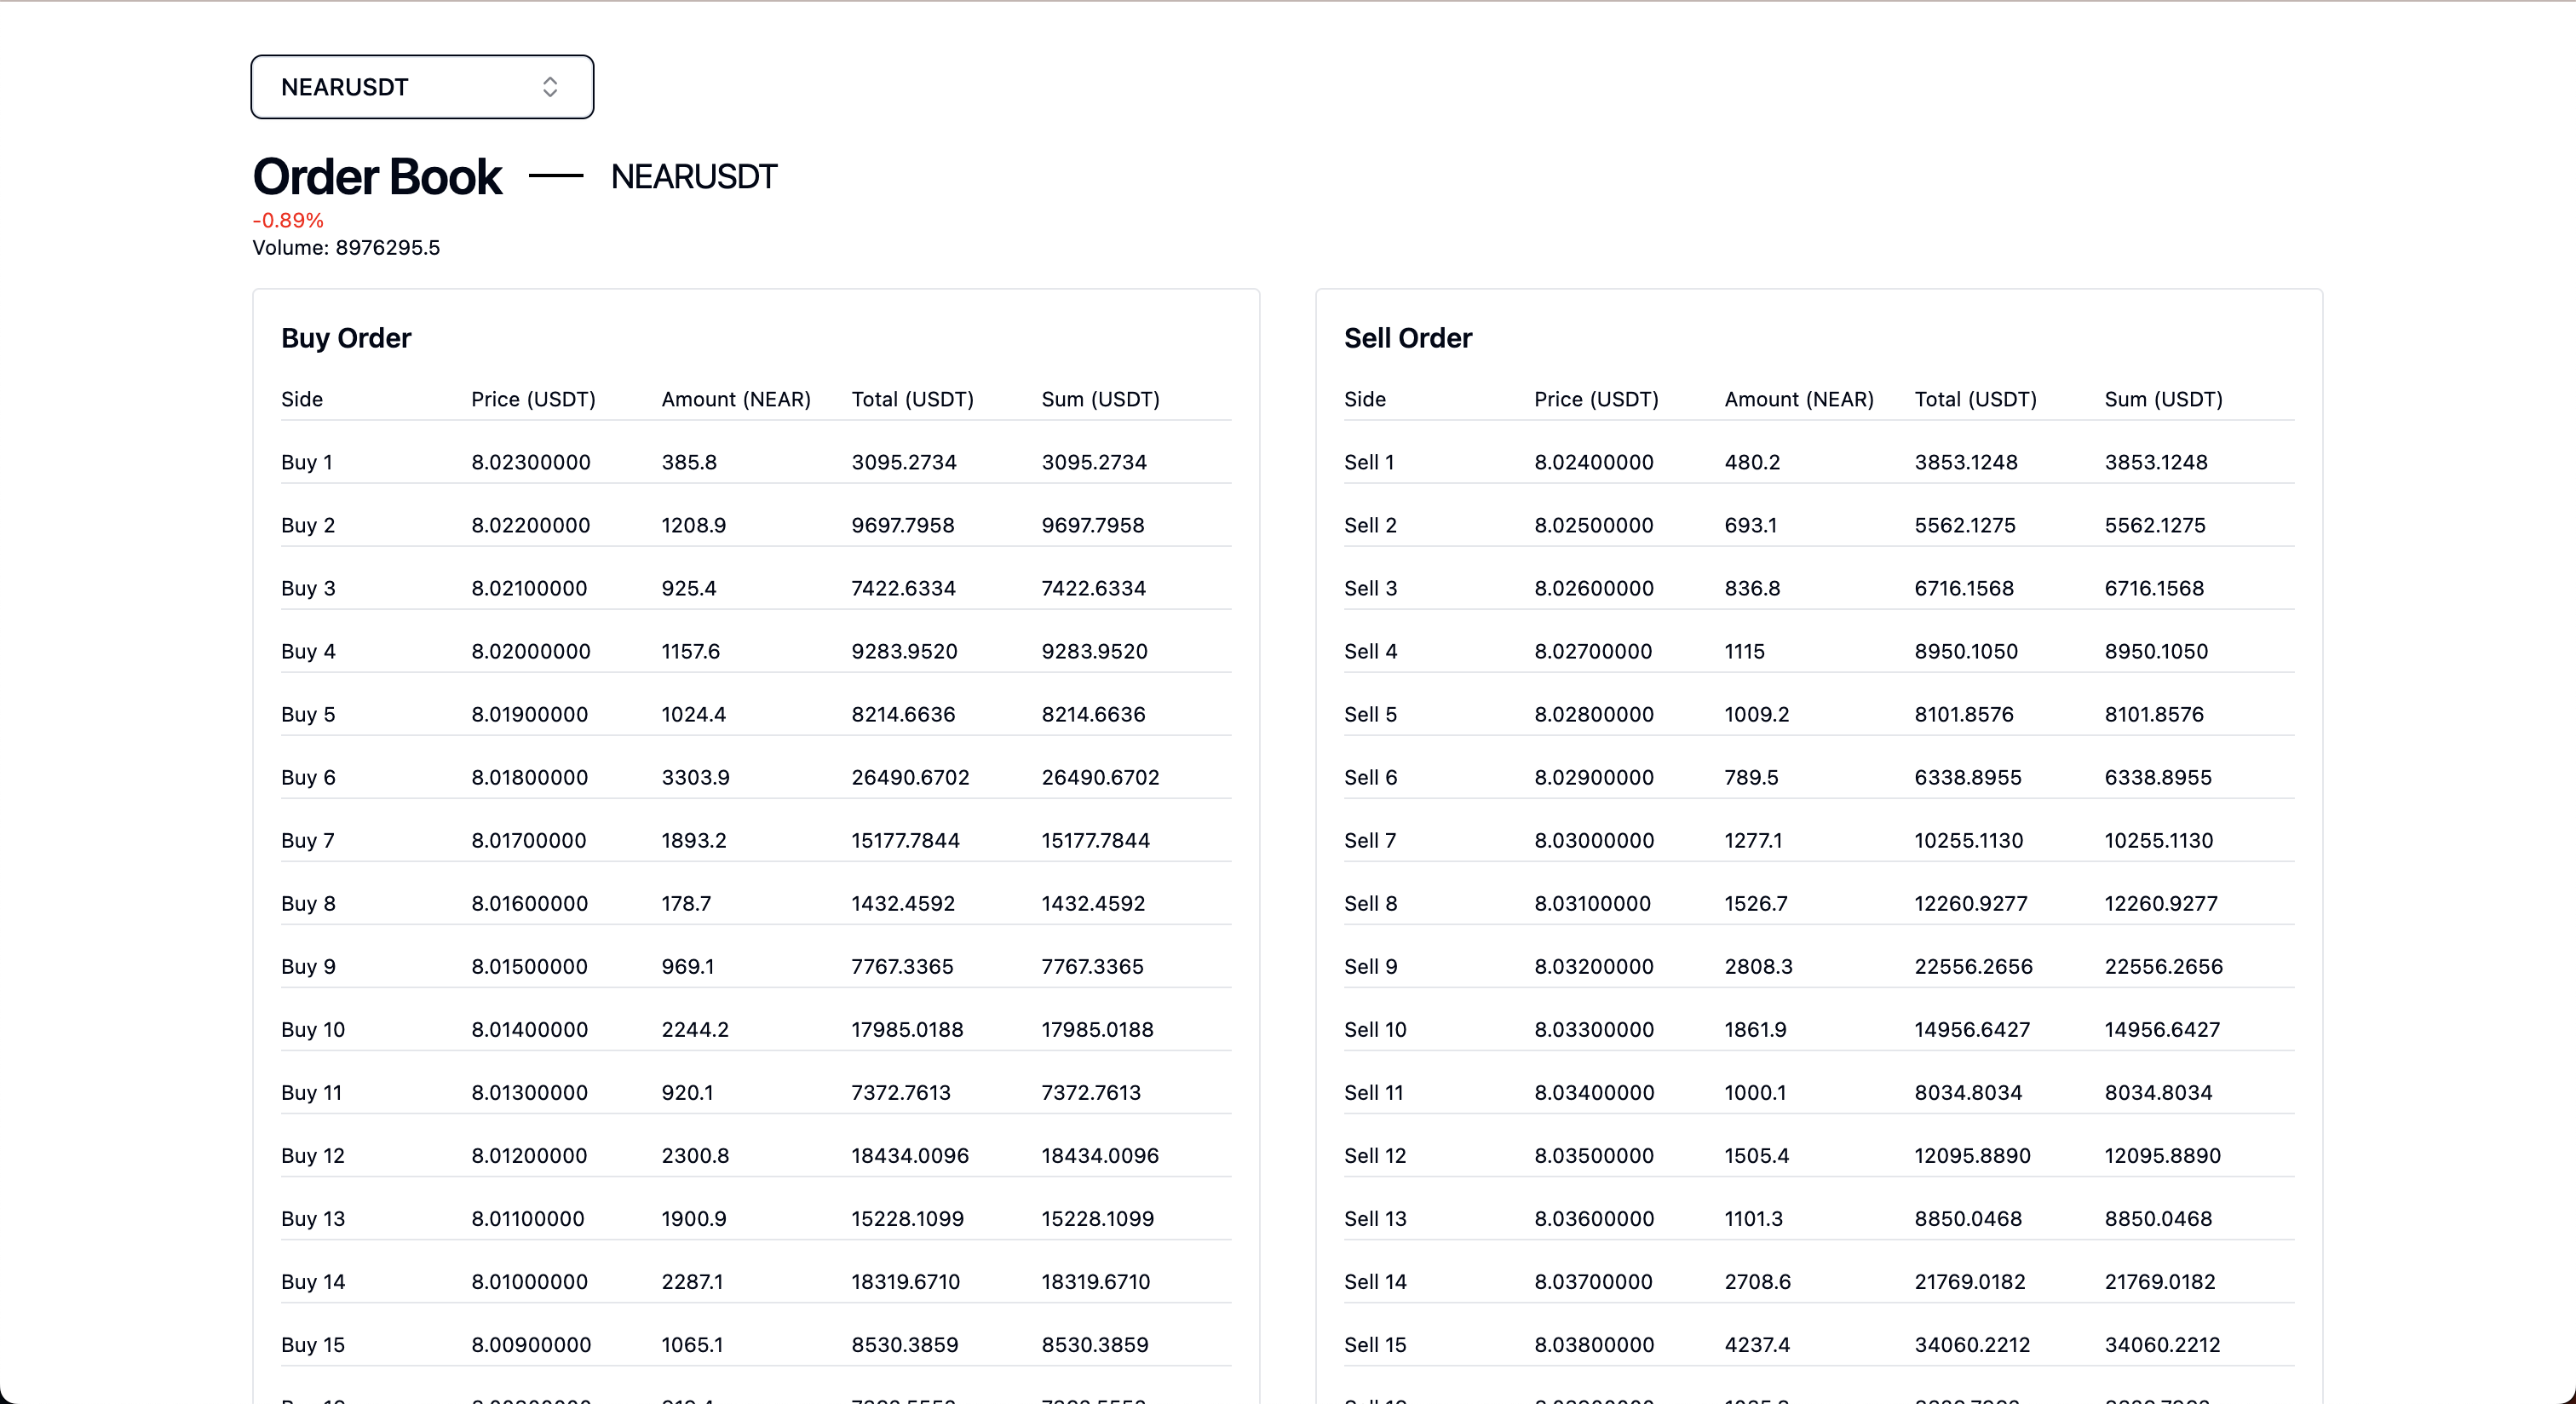 NEARUSDT
Order Book — NEARUSDT
-0.89%
Volume: 8976295.5
Buy Order
Side Price (USDT) Amount (NEAR) Total (USDT) Sum (USDT)
Buy 1 8.02300000 385.8 3095.2734 3095.2734
Buy 2 8.02200000 1208.9 9697.7958 9697.7958
Buy 3 8.02100000 925.4 7422.6334 7422.6334
Buy 4 8.02000000 1157.6 9283.9520 9283.9520
Buy 5 8.01900000 1024.4 8214.6636 8214.6636
Buy 6 8.01800000 3303.9 26490.6702 26490.6702
Buy 7 8.01700000 1893.2 15177.7844 15177.7844
Buy 8 8.01600000 178.7 1432.4592 1432.4592
Buy 9 8.01500000 969.1 7767.3365 7767.3365
Buy 10 8.01400000 2244.2 17985.0188 17985.0188
Buy 11 8.01300000 920.1 7372.7613 7372.7613
Buy 12 8.01200000 2300.8 18434.0096 18434.0096
Buy 13 8.01100000 1900.9 15228.1099 15228.1099
Buy 14 8.01000000 2287.1 18319.6710 18319.6710
Buy 15 8.00900000 1065.1 8530.3859 8530.3859
Sell Order
Side Price (USDT) Amount (NEAR) Total (USDT) Sum (USDT)
Sell 1 8.02400000 480.2 3853.1248 3853.1248
Sell 2 8.02500000 693.1 5562.1275 5562.1275
Sell 3 8.02600000 836.8 6716.1568 6716.1568
Sell 4 8.02700000 1115 8950.1050 8950.1050
Sell 5 8.02800000 1009.2 8101.8576 8101.8576
Sell 6 8.02900000 789.5 6338.8955 6338.8955
Sell 7 8.03000000 1277.1 10255.1130 10255.1130
Sell 8 8.03100000 1526.7 12260.9277 12260.9277
Sell 9 8.03200000 2808.3 22556.2656 22556.2656
Sell 10 8.03300000 1861.9 14956.6427 14956.6427
Sell 11 8.03400000 1000.1 8034.8034 8034.8034
Sell 12 8.03500000 1505.4 12095.8890 12095.8890
Sell 13 8.03600000 1101.3 8850.0468 8850.0468
Sell 14 8.03700000 2708.6 21769.0182 21769.0182
Sell 15 8.03800000 4237.4 34060.2212 34060.2212